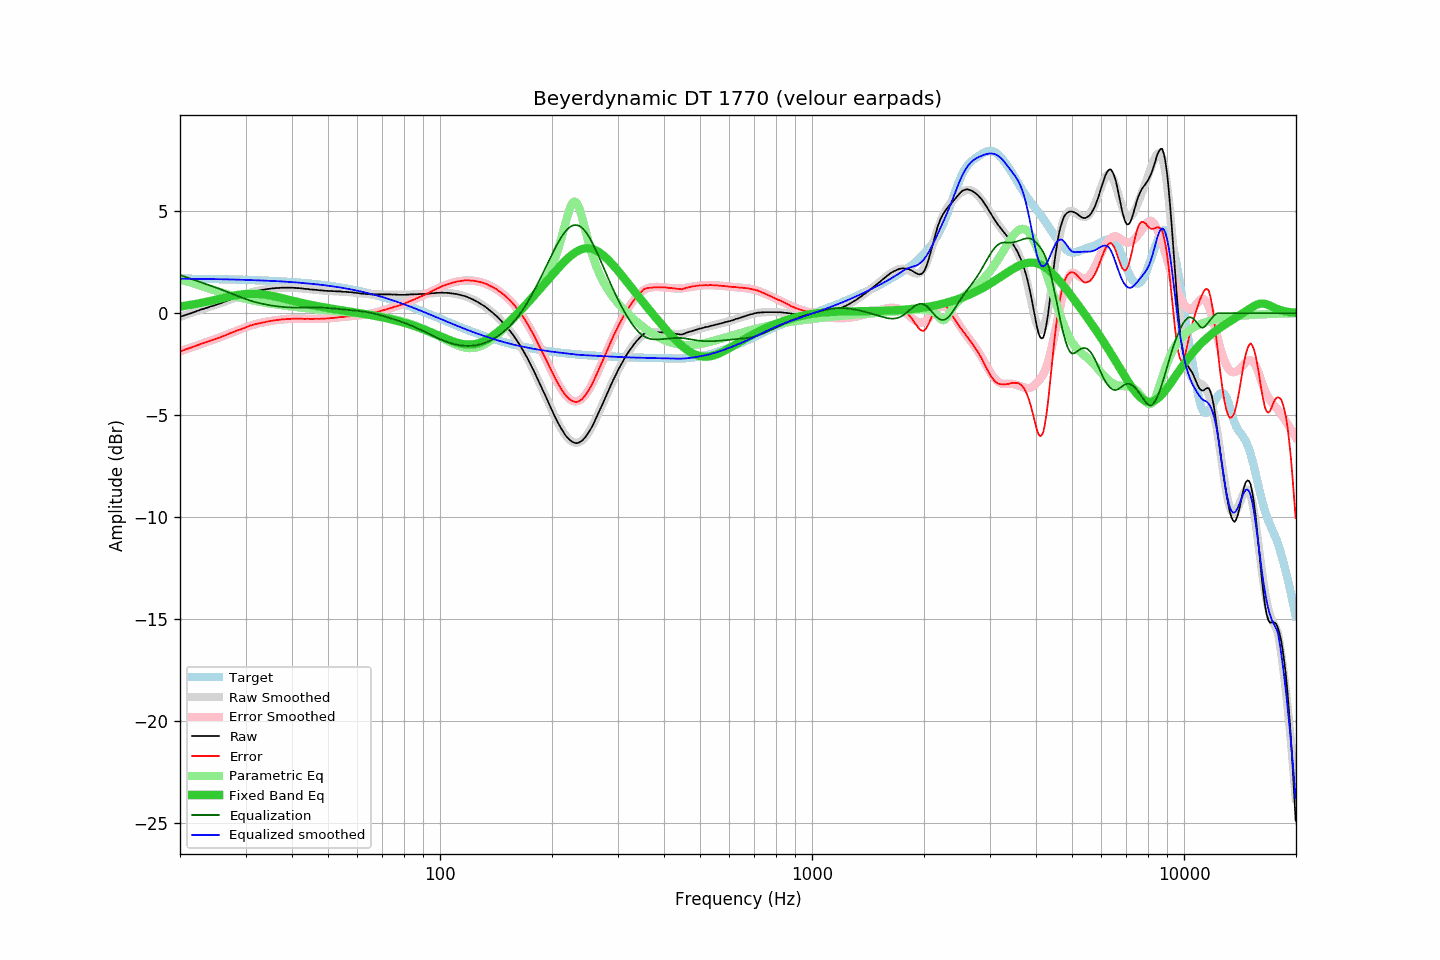 Beyerdynamic DT 1770 (velour earpads)
5
0
−5
−10
−15
−20
−25
Amplitude (dBr)
Target
Raw Smoothed
Error Smoothed
Raw
Error
Parametric Eq
Fixed Band Eq
Equalization
Equalized smoothed
100 1000 10000
Frequency (Hz)